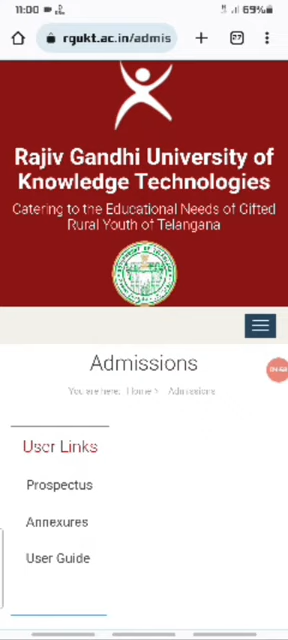 11:00
69%
rgukt.ac.in/admis
27
Rajiv Gandhi University of
Knowledge Technologies
Catering to the Educational Needs of Gifted
Rural Youth of Telangana
Admissions
You are here: Home > Admissions
User Links
Prospectus
Annexures
User Guide